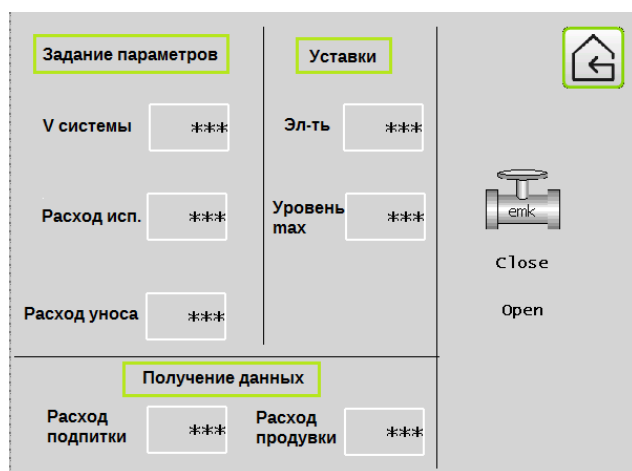 Задание параметров
Уставки
V системы
***
Эл-ть
***
Расход исп.
***
Уровень
max
***
emk
Close
Open
Расход уноса
***
Получение данных
Расход
подпитки
***
Расход
продувки
***